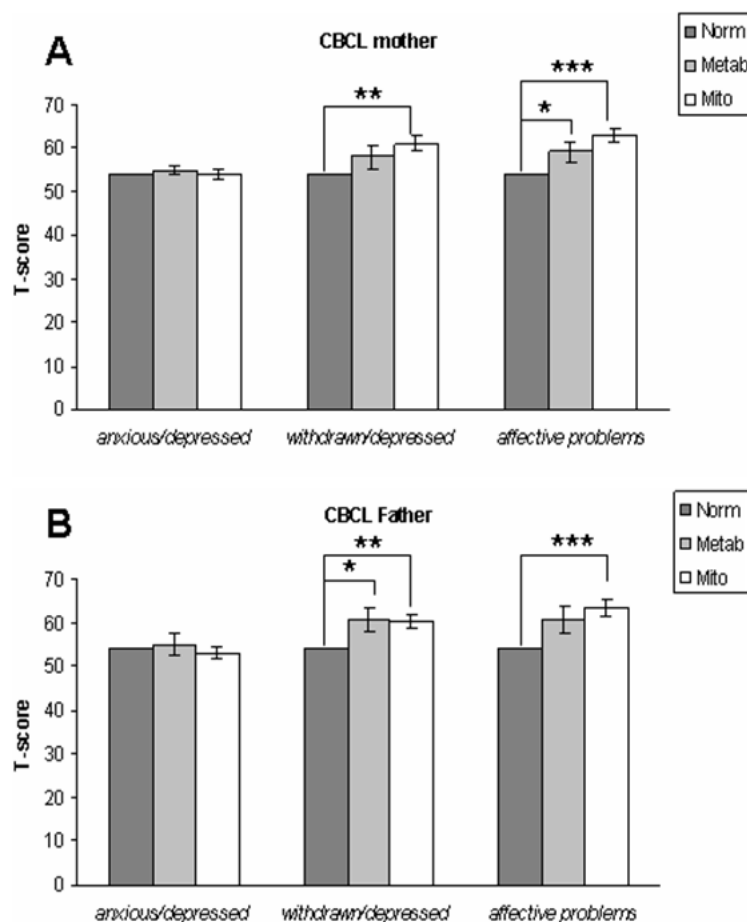 A
CBCL mother
Norm
Metab
Mito
***
**
*
70
60
50
40
30
20
10
0
T-score
anxious/depressed withdrawn/depressed affective problems
B
CBCL Father
Norm
Metab
Mito
**
***
*
70
60
50
40
30
20
10
0
T-score
anxious/depressed withdrawn/depressed affective problems